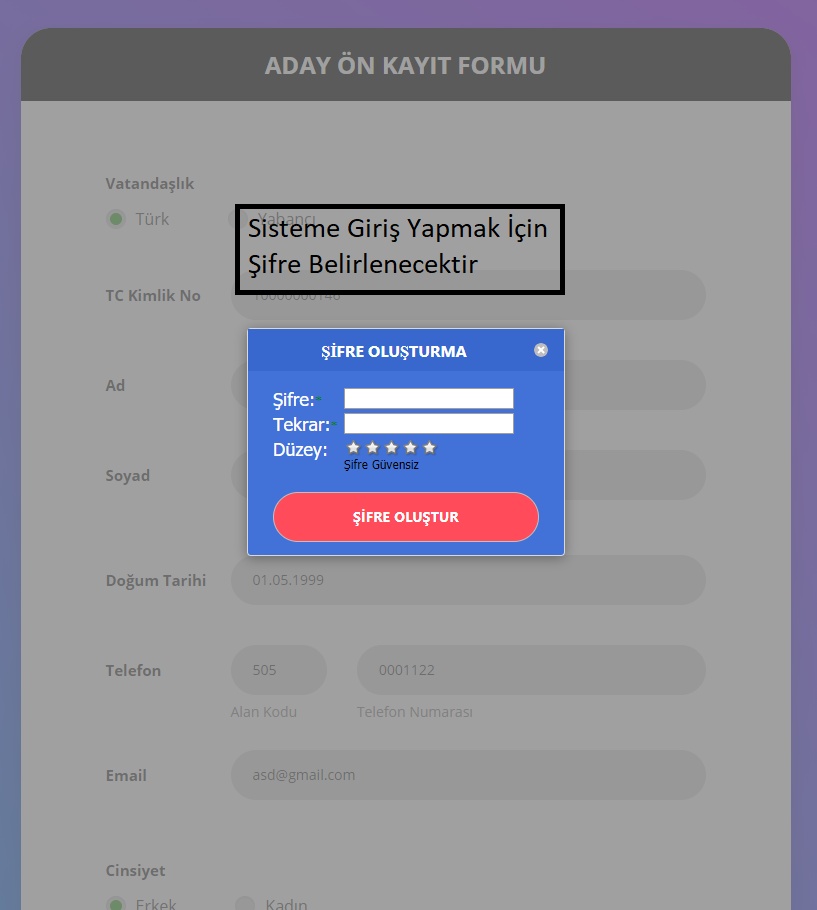 ADAY ÖN KAYIT FORMU
Vatandaşlık
Türk
Yabancı
Sisteme Giriş Yapmak İçin
Şifre Belirlenecektir
TC Kimlik No
ŞİFRE OLUŞTURMA
Ad
Şifre:*
Tekrar:*
Düzey:
Şifre Güvensiz
Soyad
ŞİFRE OLUŞTUR
Doğum Tarihi 01.05.1999
Telefon 505 0001122
Alan Kodu Telefon Numarası
Email asd@gmail.com
Cinsiyet
Erkek Kadın